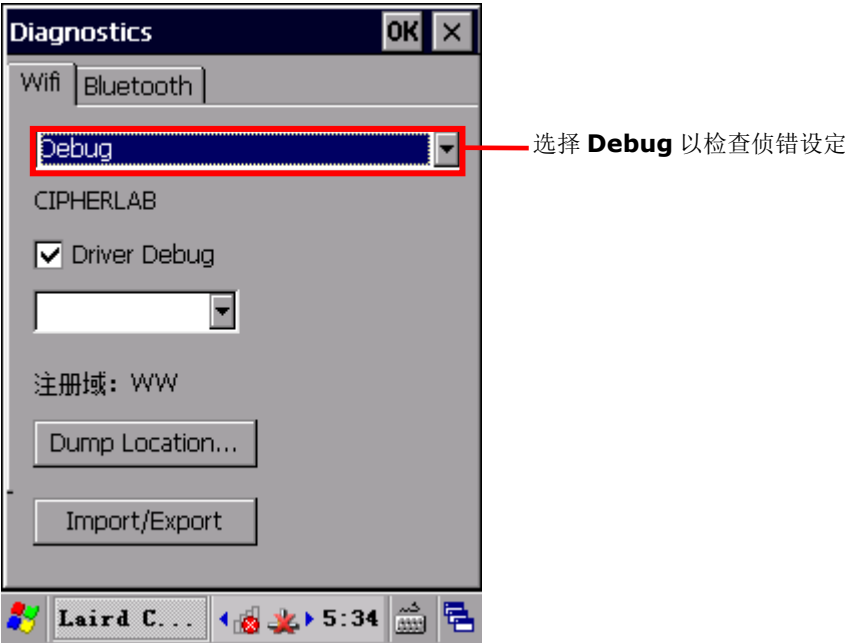 Diagnostics OK
Wifi Bluetooth
Debug
选择 Debug 以检查侦错设定
CIPHERLAB
Driver Debug
注册域：WW
Dump Location...
Import/Export
Laird C... 5:34